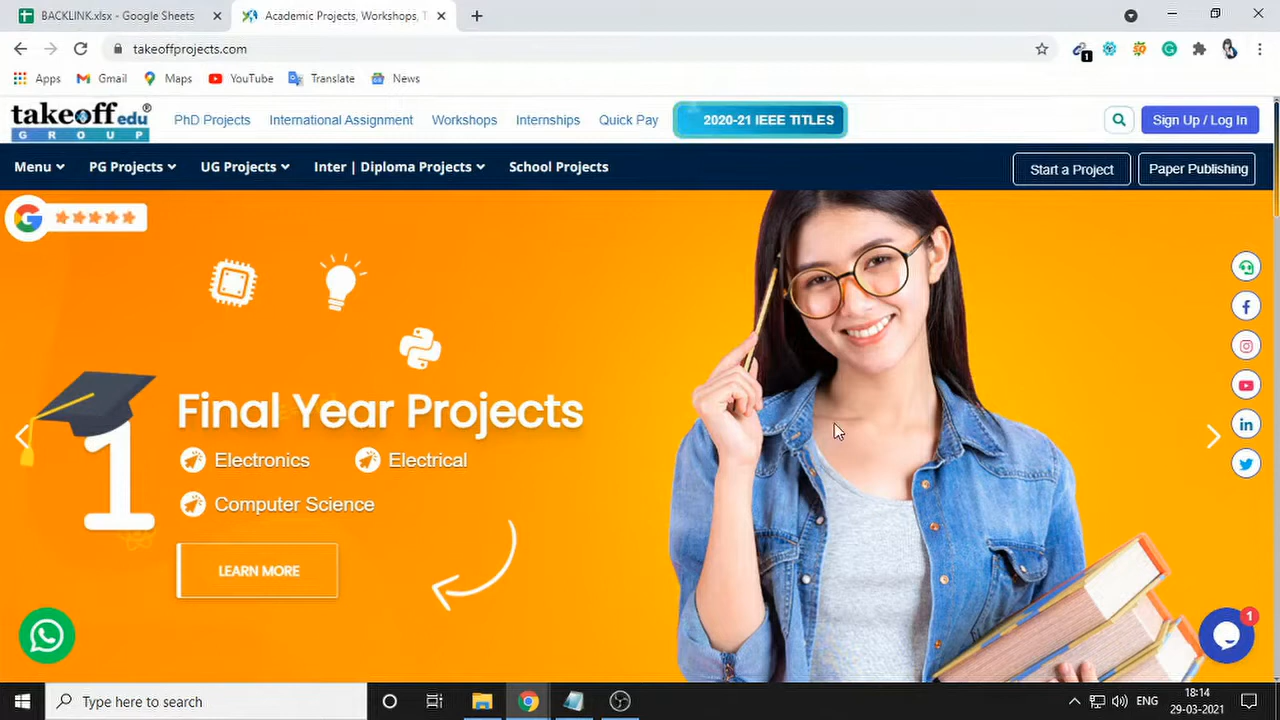 BACKLINK.xlsx - Google Sheets
Academic Projects, Workshops, T
takeoffprojects.com
1
Apps Gmail Maps YouTube Translate News
takeoff edu®
GROUP
PhD Projects International Assignment Workshops Internships Quick Pay 2020-21 IEEE TITLES Sign Up / Log In
Menu PG Projects UG Projects Inter | Diploma Projects School Projects Start a Project Paper Publishing
1
Final Year Projects
Electronics Electrical
Computer Science
LEARN MORE
1
Type here to search
ENG
18:14
29-03-2021